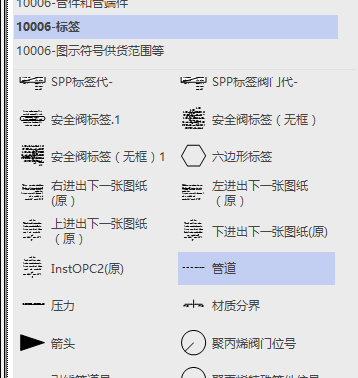 10006-管件和管端件
10006-标签
10006-图示符号供货范围等
SPP标签代- SPP标签阀门代-
安全阀标签.1 安全阀标签（无框）
安全阀标签（无框）1 六边形标签
右进出下一张图纸 左进出下一张图纸
(原） （原）
上进出下一张图纸 下进出下一张图纸(原)
（原）
InstOPC2(原) 管道
压力 材质分界
箭头 聚丙烯阀门位号